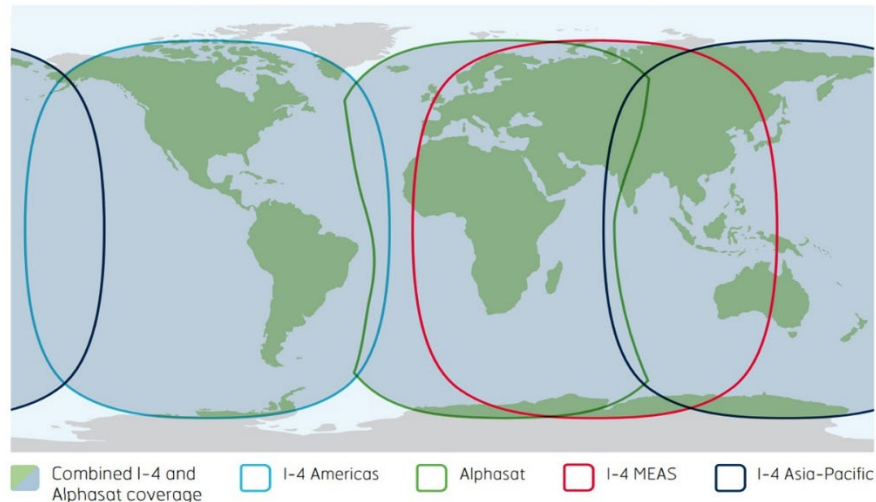 Combined I-4 and
Alphasat coverage
I-4 Americas
Alphasat
I-4 MEAS
I-4 Asia-Pacific